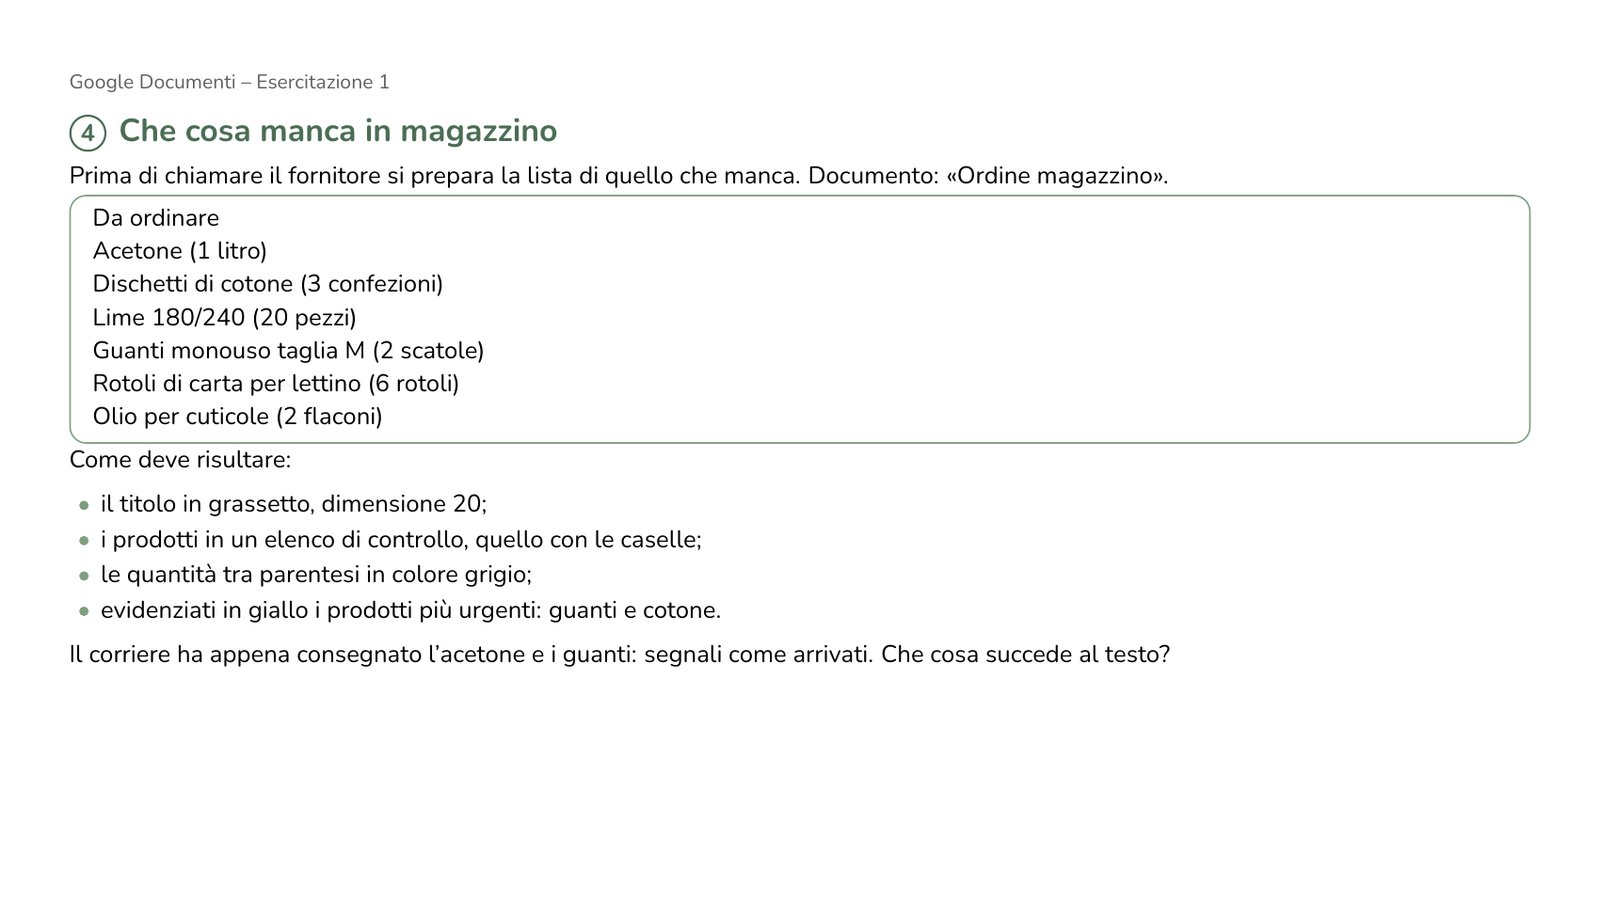 Google Documenti – Esercitazione 1
4 Che cosa manca in magazzino
Prima di chiamare il fornitore si prepara la lista di quello che manca. Documento: «Ordine magazzino».
Da ordinare
Acetone (1 litro)
Dischetti di cotone (3 confezioni)
Lime 180/240 (20 pezzi)
Guanti monouso taglia M (2 scatole)
Rotoli di carta per lettino (6 rotoli)
Olio per cuticole (2 flaconi)
Come deve risultare:
• il titolo in grassetto, dimensione 20;
• i prodotti in un elenco di controllo, quello con le caselle;
• le quantità tra parentesi in colore grigio;
• evidenziati in giallo i prodotti più urgenti: guanti e cotone.
Il corriere ha appena consegnato l’acetone e i guanti: segnali come arrivati. Che cosa succede al testo?